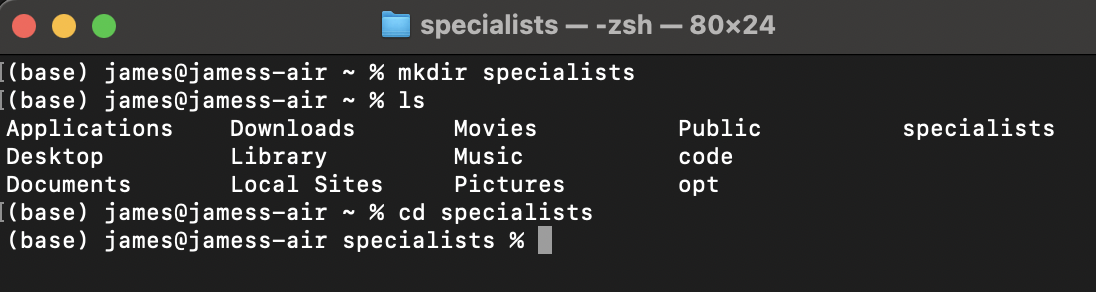 specialists — -zsh — 80×24
(base) james@jamess-air ~ % mkdir specialists
(base) james@jamess-air ~ % ls
Applications Downloads Movies Public specialists
Desktop Library Music code
Documents Local Sites Pictures opt
(base) james@jamess-air ~ % cd specialists
(base) james@jamess-air specialists %